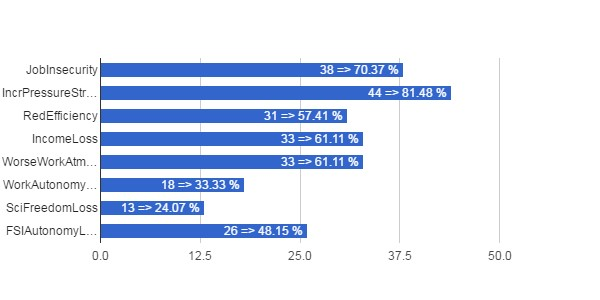 JobInsecurity 38 => 70.37 %
IncrPressureStr... 44 => 81.48 %
RedEfficiency 31 => 57.41 %
IncomeLoss 33 => 61.11 %
WorseWorkAtm... 33 => 61.11 %
WorkAutonomy... 18 => 33.33 %
SciFreedomLoss 13 => 24.07 %
FSIAutonomyL... 26 => 48.15 %
0.0 12.5 25.0 37.5 50.0